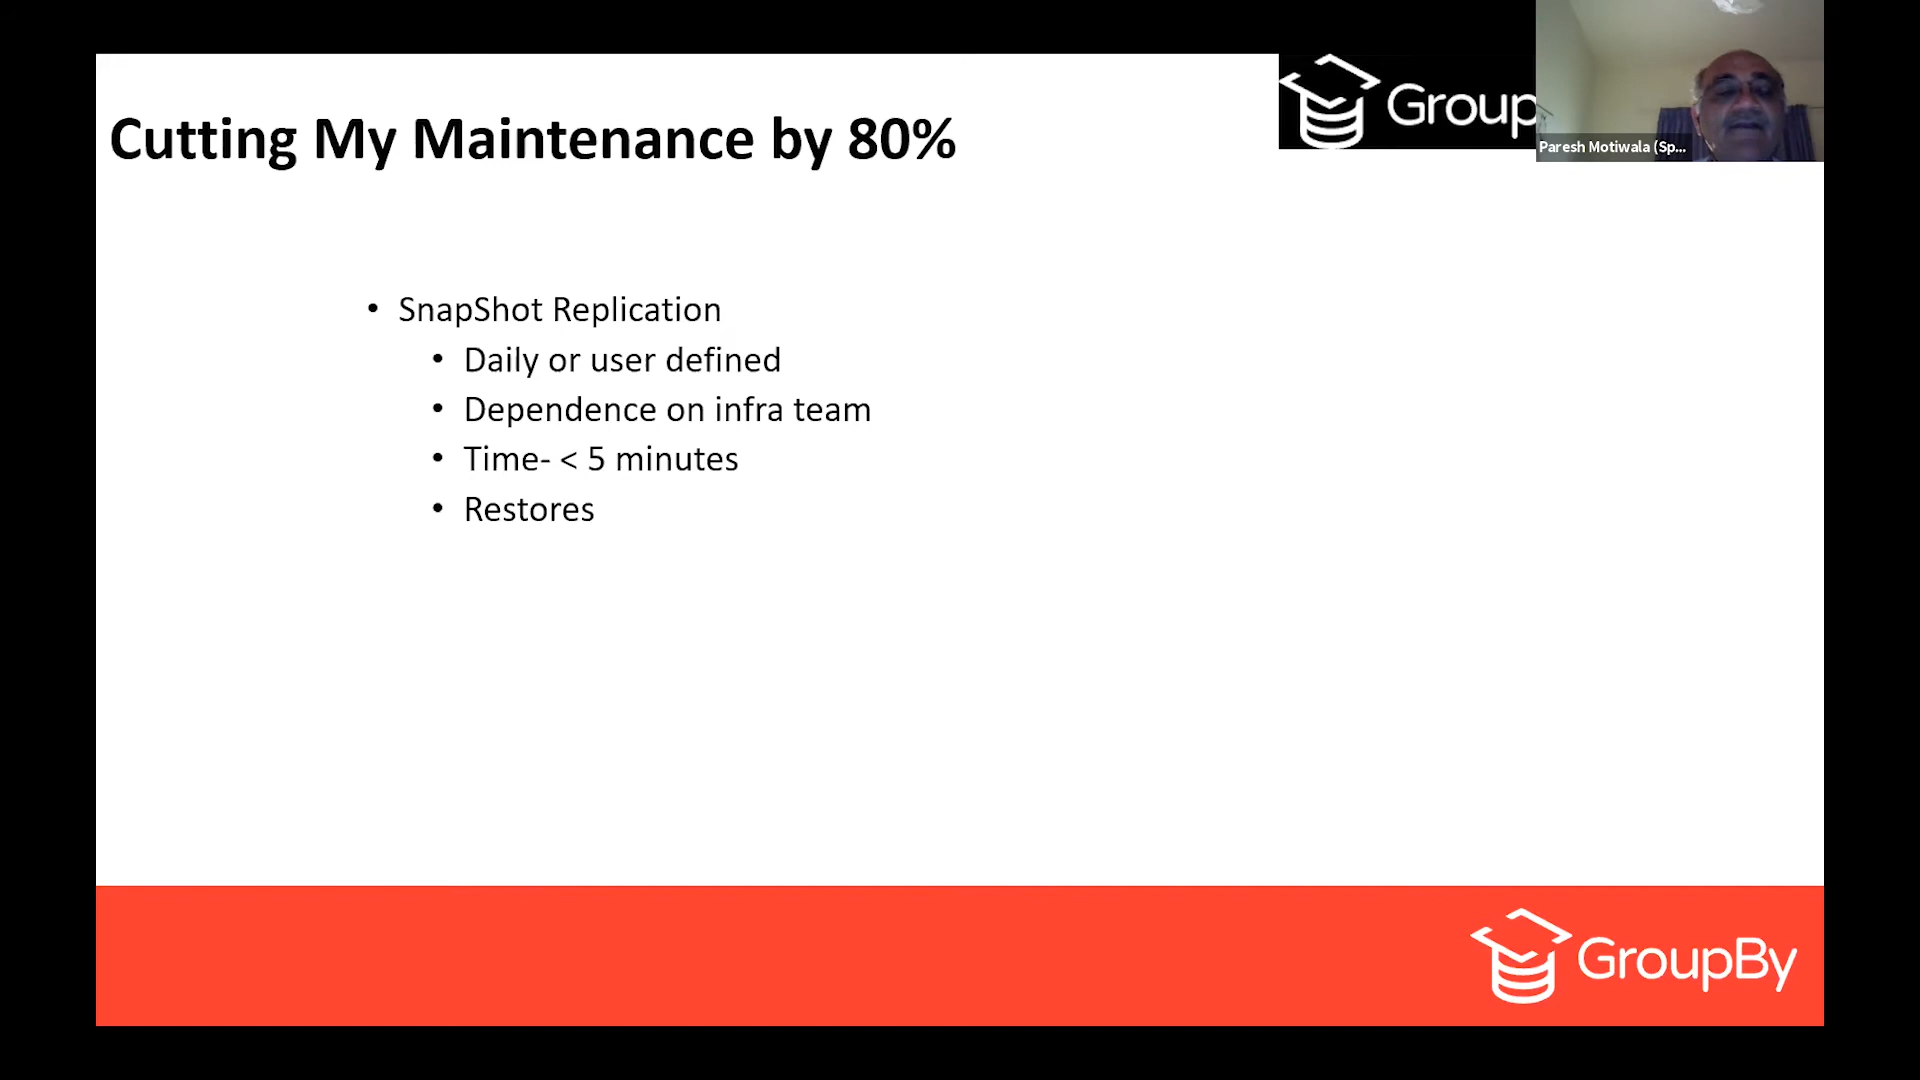 Cutting My Maintenance by 80%
Group
Paresh Motiwala (Sp...
• SnapShot Replication
• Daily or user defined
• Dependence on infra team
• Time- < 5 minutes
• Restores
GroupBy